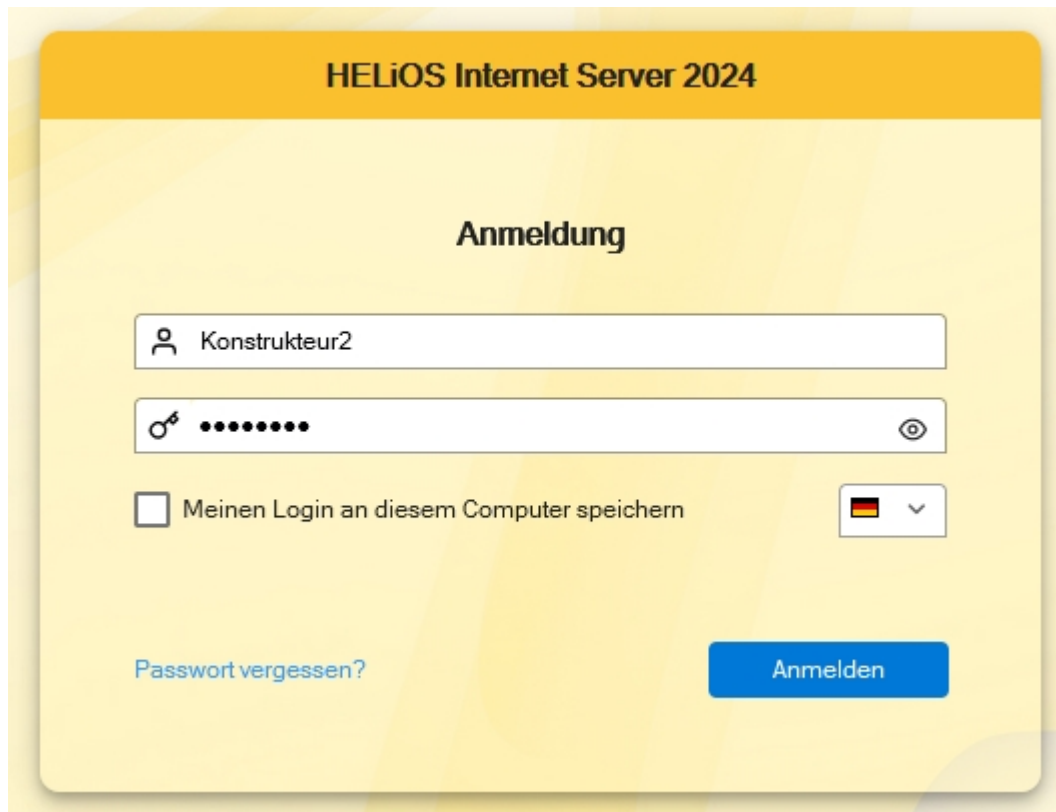 HELiOS Internet Server 2024
Anmeldung
Konstrukteur2
••••••••
Meinen Login an diesem Computer speichern
Passwort vergessen?
Anmelden